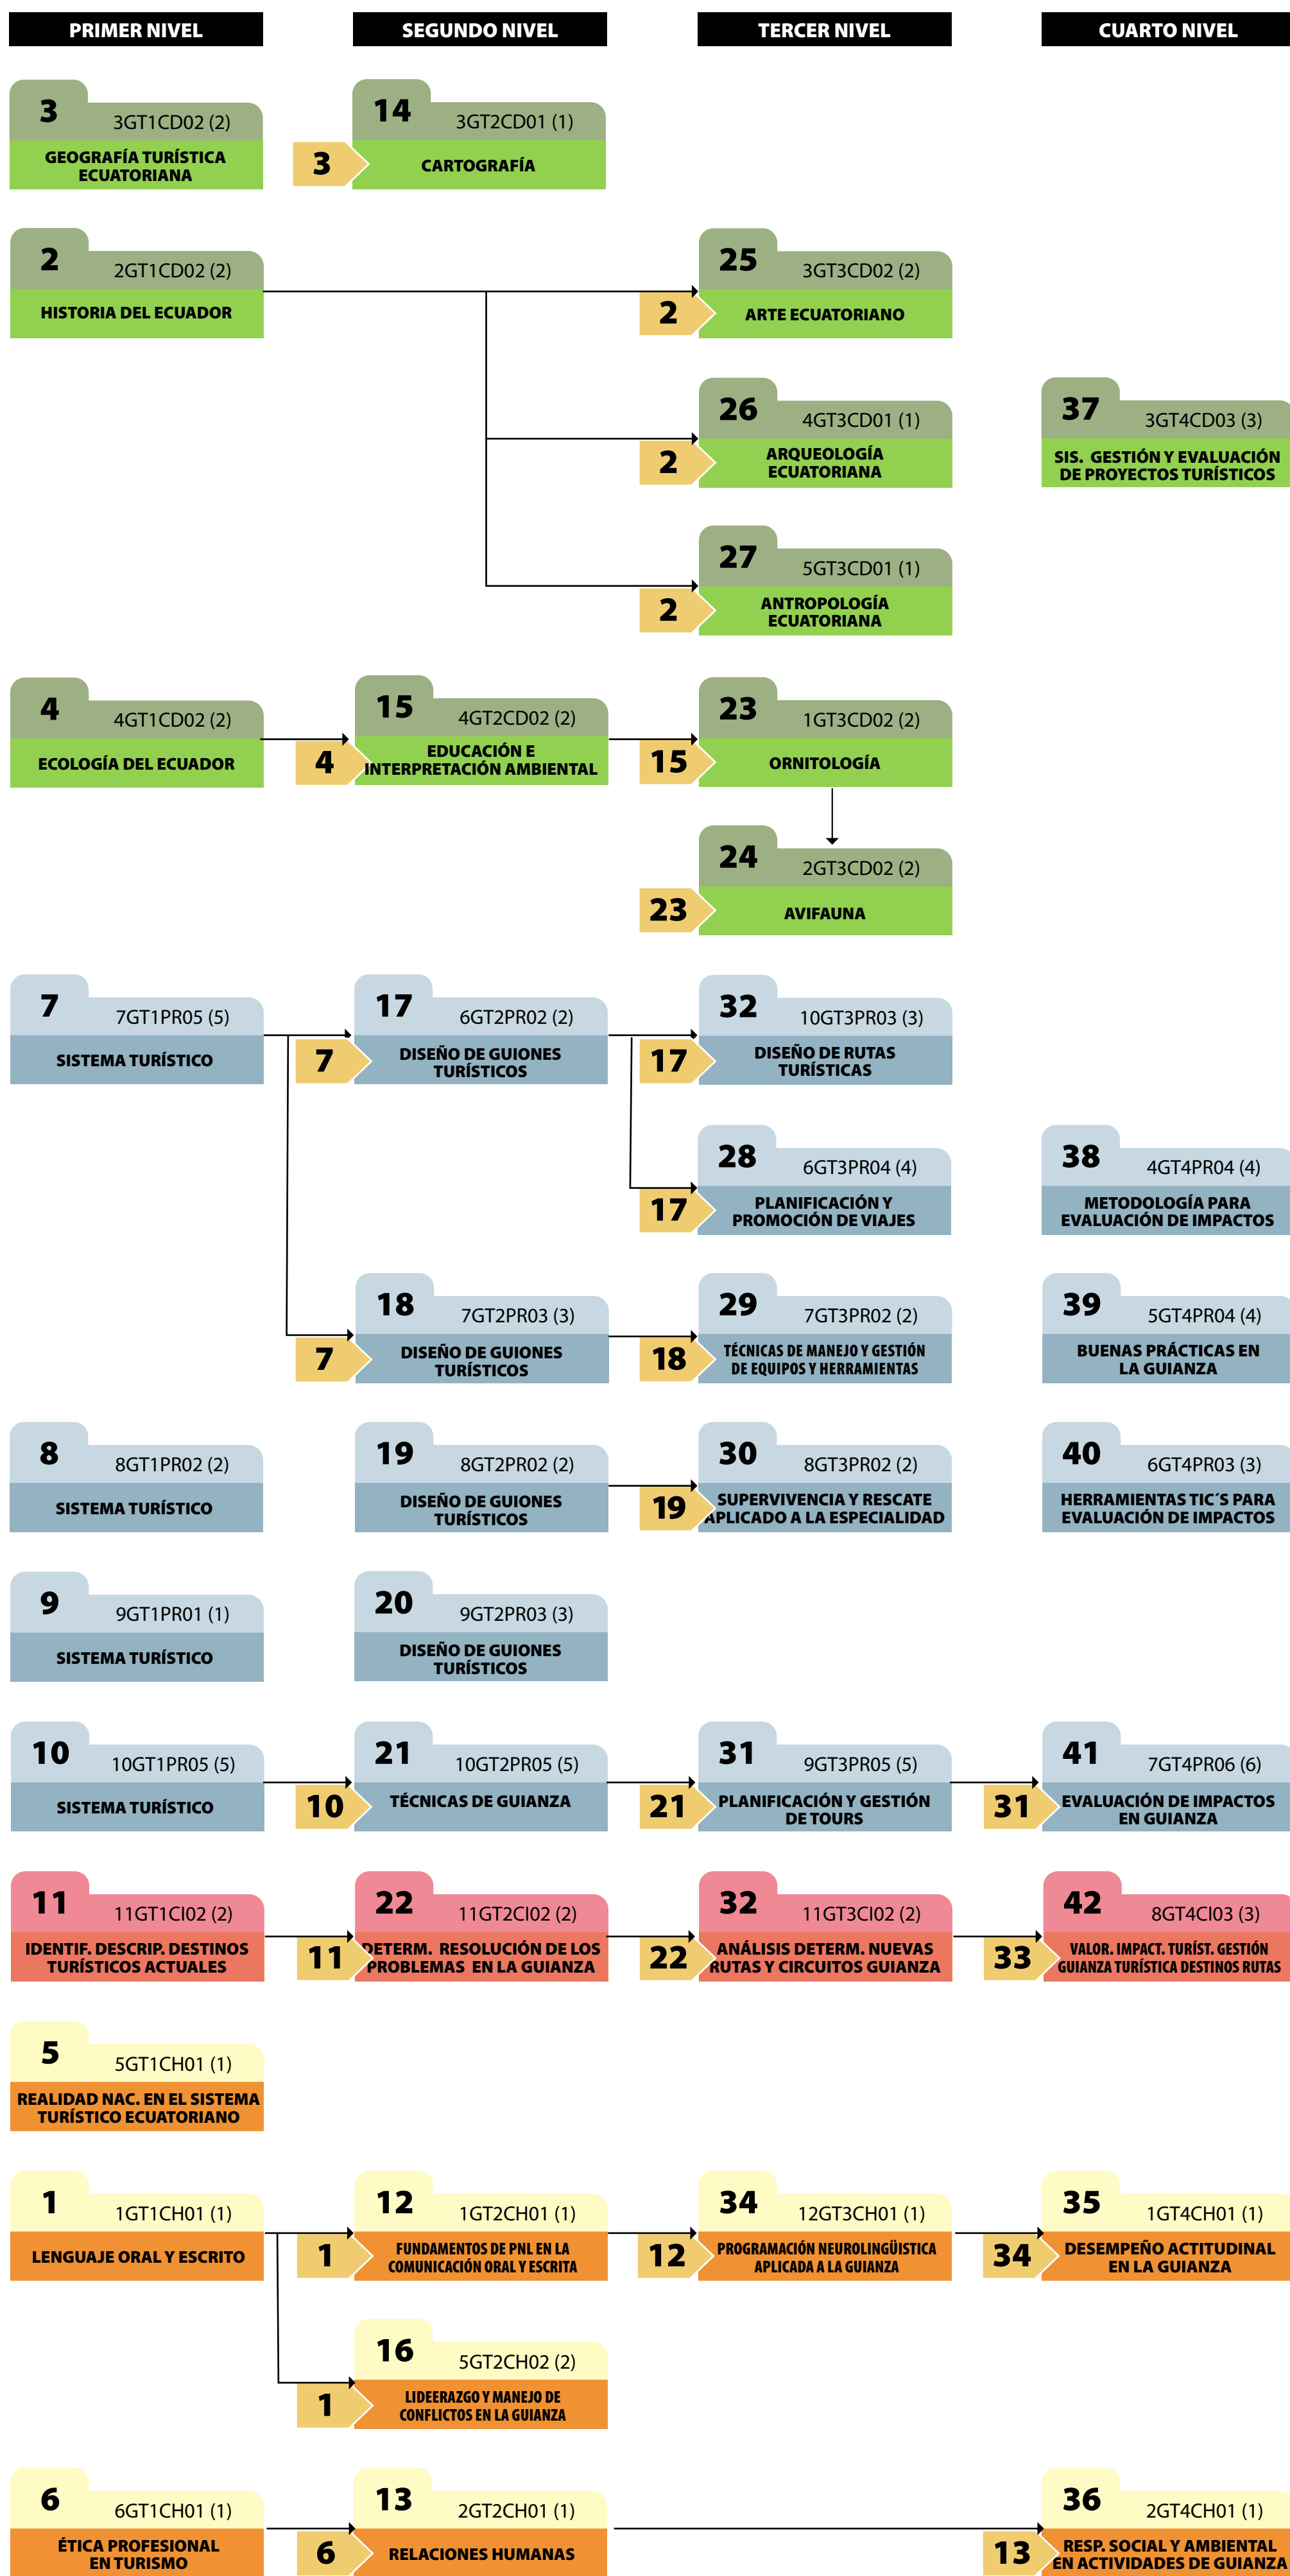 PRIMER NIVEL
SEGUNDO NIVEL
TERCER NIVEL
CUARTO NIVEL
3
3GT1CD02 (2)
GEOGRAFÍA TURÍSTICA
ECUATORIANA
3
14
3GT2CD01 (1)
CARTOGRAFÍA
2
2GT1CD02 (2)
HISTORIA DEL ECUADOR
2
25
3GT3CD02 (2)
ARTE ECUATORIANO
2
26
4GT3CD01 (1)
ARQUEOLOGÍA
ECUATORIANA
37
3GT4CD03 (3)
SIS. GESTIÓN Y EVALUACIÓN
DE PROYECTOS TURÍSTICOS
2
27
5GT3CD01 (1)
ANTROPOLOGÍA
ECUATORIANA
4
4GT1CD02 (2)
ECOLOGÍA DEL ECUADOR
4
15
4GT2CD02 (2)
EDUCACIÓN E
INTERPRETACIÓN AMBIENTAL
15
23
1GT3CD02 (2)
ORNITOLOGÍA
23
24
2GT3CD02 (2)
AVIFAUNA
7
7GT1PR05 (5)
SISTEMA TURÍSTICO
7
17
6GT2PR02 (2)
DISEÑO DE GUIONES
TURÍSTICOS
17
32
10GT3PR03 (3)
DISEÑO DE RUTAS
TURÍSTICAS
17
28
6GT3PR04 (4)
PLANIFICACIÓN Y
PROMOCIÓN DE VIAJES
38
4GT4PR04 (4)
METODOLOGÍA PARA
EVALUACIÓN DE IMPACTOS
7
18
7GT2PR03 (3)
DISEÑO DE GUIONES
TURÍSTICOS
18
29
7GT3PR02 (2)
TÉCNICAS DE MANEJO Y GESTIÓN
DE EQUIPOS Y HERRAMIENTAS
39
5GT4PR04 (4)
BUENAS PRÁCTICAS EN
LA GUIANZA
8
8GT1PR02 (2)
SISTEMA TURÍSTICO
19
8GT2PR02 (2)
DISEÑO DE GUIONES
TURÍSTICOS
19
30
8GT3PR02 (2)
SUPERVIVENCIA Y RESCATE
APLICADO A LA ESPECIALIDAD
40
6GT4PR03 (3)
HERRAMIENTAS TIC´S PARA
EVALUACIÓN DE IMPACTOS
9
9GT1PR01 (1)
SISTEMA TURÍSTICO
20
9GT2PR03 (3)
DISEÑO DE GUIONES
TURÍSTICOS
10
10GT1PR05 (5)
SISTEMA TURÍSTICO
10
21
10GT2PR05 (5)
TÉCNICAS DE GUIANZA
21
31
9GT3PR05 (5)
PLANIFICACIÓN Y GESTIÓN
DE TOURS
31
41
7GT4PR06 (6)
EVALUACIÓN DE IMPACTOS
EN GUIANZA
11
11GT1CI02 (2)
IDENTIF. DESCRIP. DESTINOS
TURÍSTICOS ACTUALES
11
22
11GT2CI02 (2)
DETERM. RESOLUCIÓN DE LOS
PROBLEMAS EN LA GUIANZA
22
32
11GT3CI02 (2)
ANÁLISIS DETERM. NUEVAS
RUTAS Y CIRCUITOS GUIANZA
33
42
8GT4CI03 (3)
VALOR. IMPACT. TURÍST. GESTIÓN
GUIANZA TURÍSTICA DESTINOS RUTAS
5
5GT1CH01 (1)
REALIDAD NAC. EN EL SISTEMA
TURÍSTICO ECUATORIANO
1
1GT1CH01 (1)
LENGUAJE ORAL Y ESCRITO
1
12
1GT2CH01 (1)
FUNDAMENTOS DE PNL EN LA
COMUNICACIÓN ORAL Y ESCRITA
12
34
12GT3CH01 (1)
PROGRAMACIÓN NEUROLINGÜISTICA
APLICADA A LA GUIANZA
34
35
1GT4CH01 (1)
DESEMPEÑO ACTITUDINAL
EN LA GUIANZA
1
16
5GT2CH02 (2)
LIDEERAZGO Y MANEJO DE
CONFLICTOS EN LA GUIANZA
6
6GT1CH01 (1)
ÉTICA PROFESIONAL
EN TURISMO
6
13
2GT2CH01 (1)
RELACIONES HUMANAS
13
36
2GT4CH01 (1)
RESP. SOCIAL Y AMBIENTAL
EN ACTIVIDADES DE GUIANZA